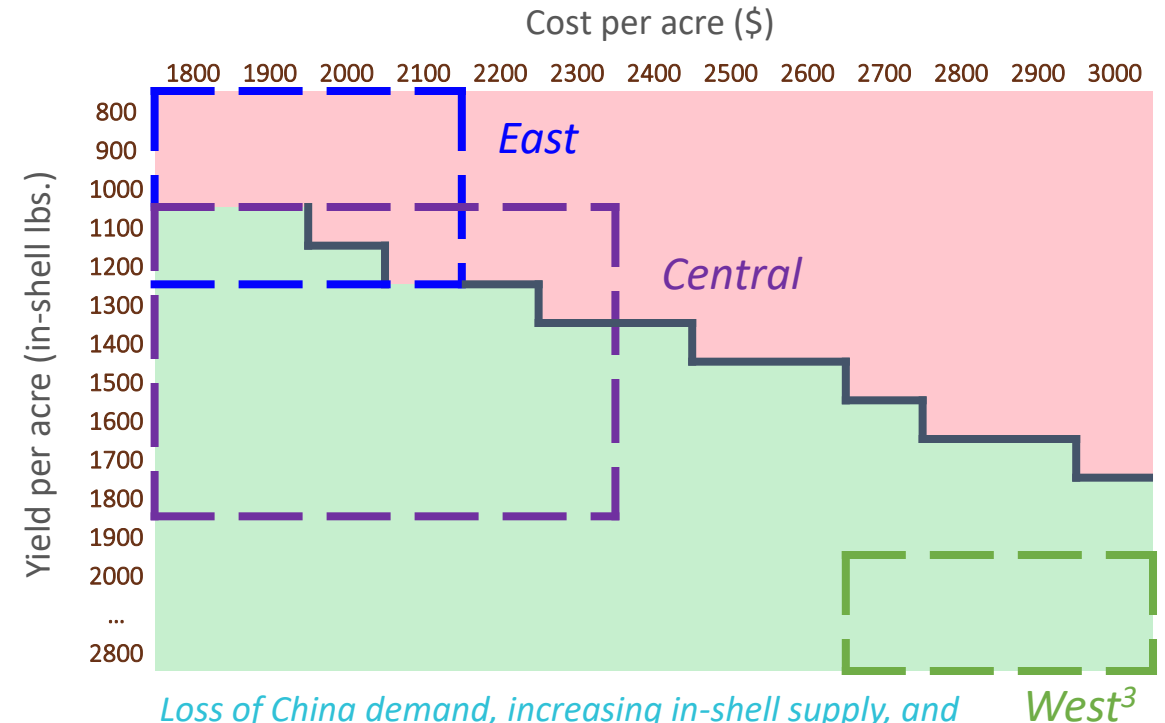 Cost per acre ($)
1800 1900 2000 2100 2200 2300 2400 2500 2600 2700 2800 2900 3000
Yield per acre (in-shell lbs.)
800
900
1000
1100
1200
1300
1400
1500
1600
1700
1800
1900
2000
...
2800
East
Central
West³
Loss of China demand, increasing in-shell supply, and